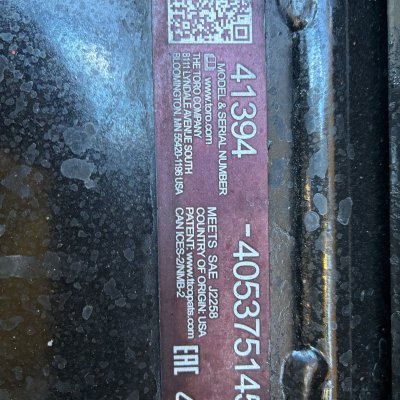 41394 -405375145
MODEL & SERIAL NUMBER
www.toro.com
THE TORO COMPANY
8111 LYNDALE AVENUE SOUTH
BLOOMINGTON, MN 55420-1196 USA
MEETS SAE J2258
COUNTRY OF ORIGIN: USA
PATENT: www.ttcopats.com
CAN ICES-2/NMB-2
EAC